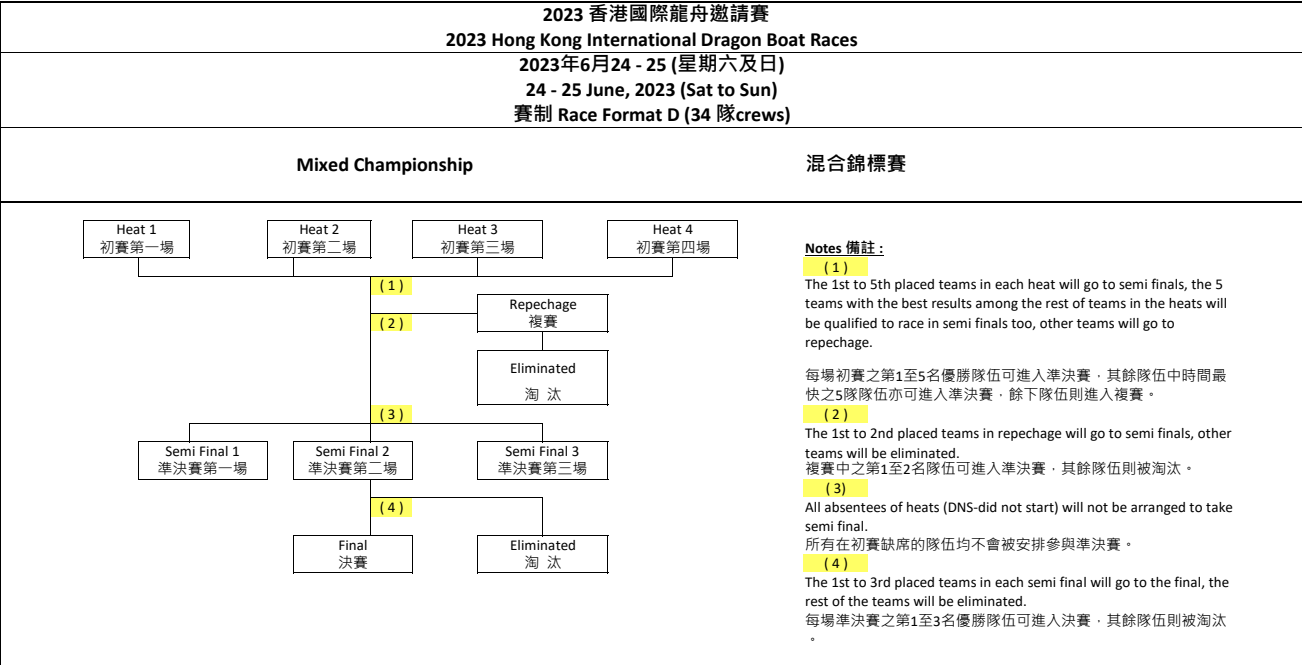 2023 香港國際龍舟邀請賽
2023 Hong Kong International Dragon Boat Races
2023年6月24 - 25 (星期六及日)
24 - 25 June, 2023 (Sat to Sun)
賽制 Race Format D (34 隊crews)
Mixed Championship
混合錦標賽
Heat 1
初賽第一場
Heat 2
初賽第二場
Heat 3
初賽第三場
Heat 4
初賽第四場
( 1 )
( 2 )
Repechage
複賽
Eliminated
淘 汰
( 3 )
Semi Final 1
準決賽第一場
Semi Final 2
準決賽第二場
Semi Final 3
準決賽第三場
( 4 )
Final
決賽
Eliminated
淘 汰
Notes 備註 :
( 1 )
The 1st to 5th placed teams in each heat will go to semi finals, the 5
teams with the best results among the rest of teams in the heats will
be qualified to race in semi finals too, other teams will go to
repechage.
每場初賽之第1至5名優勝隊伍可進入準決賽，其餘隊伍中時間最
快之5隊隊伍亦可進入準決賽，餘下隊伍則進入複賽。
( 2 )
The 1st to 2nd placed teams in repechage will go to semi finals, other
teams will be eliminated.
複賽中之第1至2名隊伍可進入準決賽，其餘隊伍則被淘汰。
( 3)
All absentees of heats (DNS-did not start) will not be arranged to take
semi final.
所有在初賽缺席的隊伍均不會被安排參與準決賽。
( 4 )
The 1st to 3rd placed teams in each semi final will go to the final, the
rest of the teams will be eliminated.
每場準決賽之第1至3名優勝隊伍可進入決賽，其餘隊伍則被淘汰
。